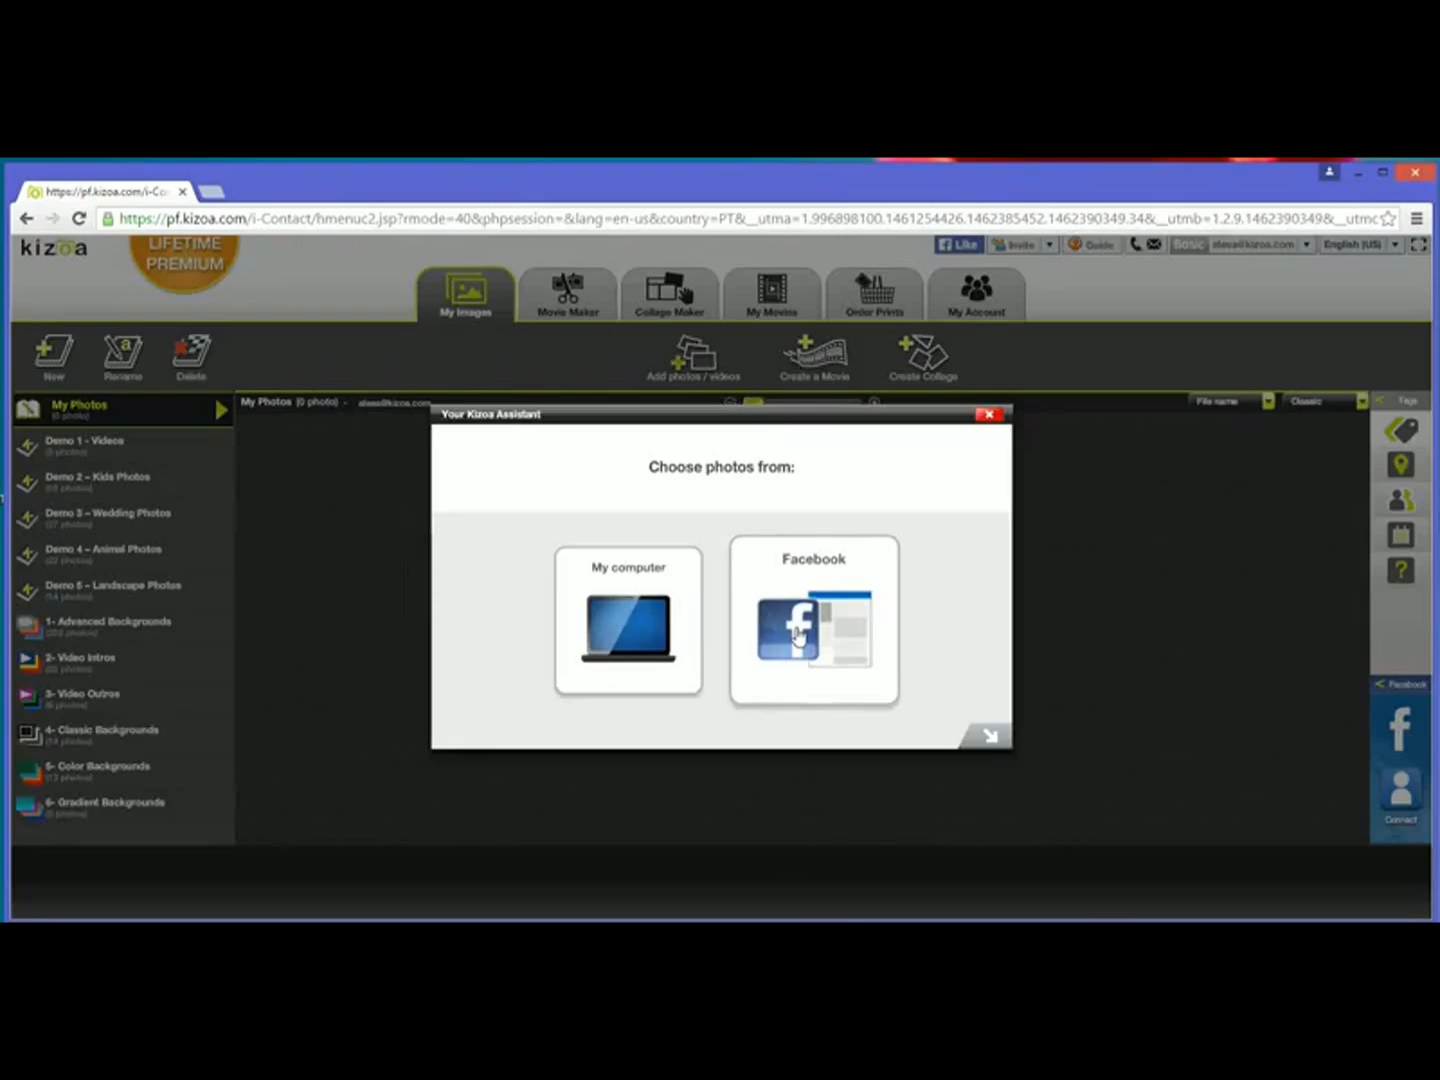 https://pf.kizoa.com/i-Co
https://pf.kizoa.com/i-Contact/hmenuc2.jsp?rmode=40&phpsession=&lang=en-us&country=PT&__utma=1.996898100.1461254426.1462385452.1462390349.34&__utmb=1.2.9.1462390349&__utmc
kizoa
LIFETIME
PREMIUM
Like
Invite
Guide
Basic
English (US)
My Images
Movie Maker
Collage Maker
My Movies
Order Prints
My Account
New
Rename
Delete
Add photos / videos
Create a Movie
Create Collage
My Photos
(0 photo)
My Photos (0 photo) -
File name
Classic
Tags
Demo 1 - Videos
Demo 2 – Kids Photos
Demo 3 – Wedding Photos
Demo 4 – Animal Photos
Demo 5 – Landscape Photos
1- Advanced Backgrounds
2- Video Intros
3- Video Outros
4- Classic Backgrounds
5- Color Backgrounds
6- Gradient Backgrounds
Your Kizoa Assistant
Choose photos from:
My computer
Facebook
Facebook
Connect